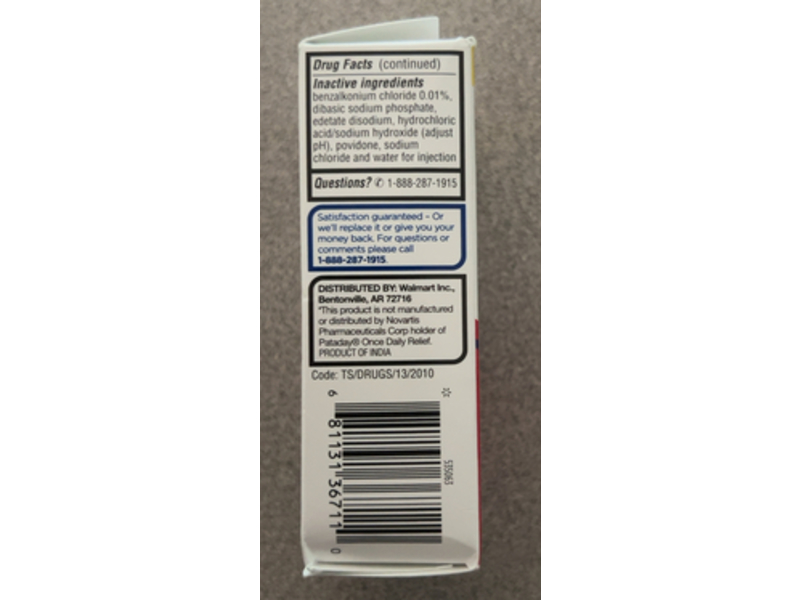 Drug Facts (continued)
Inactive ingredients
benzalkonium chloride 0.01%,
dibasic sodium phosphate,
edetate disodium, hydrochloric
acid/sodium hydroxide (adjust
pH), povidone, sodium
chloride and water for injection
Questions? ✆ 1-888-287-1915
Satisfaction guaranteed - Or
we'll replace it or give you your
money back. For questions or
comments please call
1-888-287-1915.
DISTRIBUTED BY: Walmart Inc.,
Bentonville, AR 72716
*This product is not manufactured
or distributed by Novartis
Pharmaceuticals Corp holder of
Pataday® Once Daily Relief.
PRODUCT OF INDIA
Code: TS/DRUGS/13/2010
6 81131 36711 0
535063